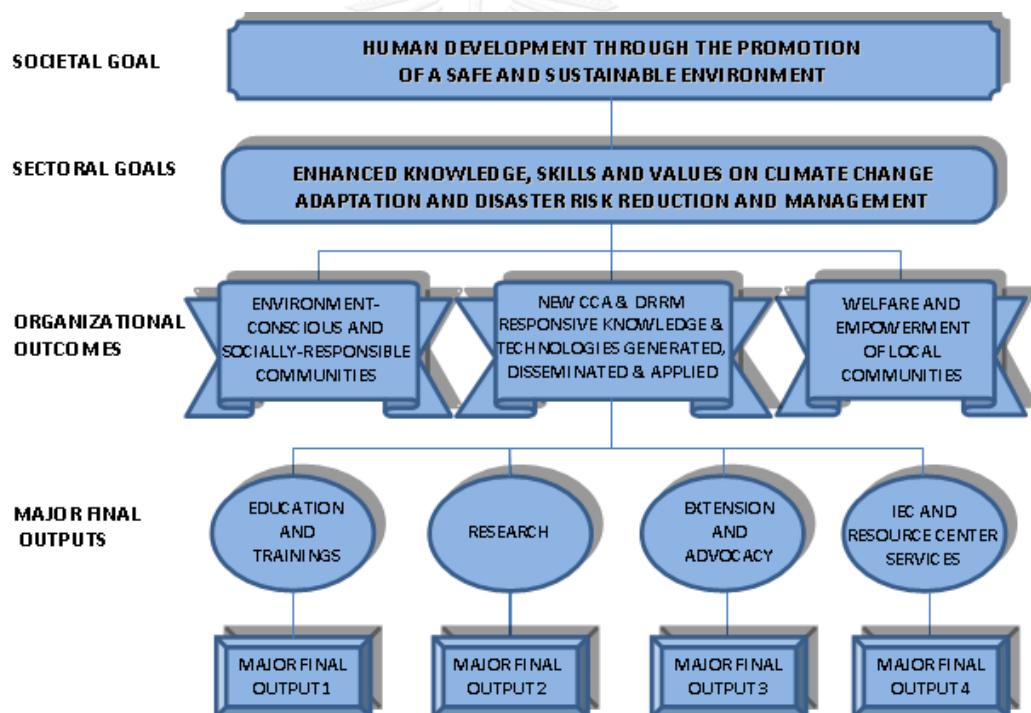 SOCIETAL GOAL
HUMAN DEVELOPMENT THROUGH THE PROMOTION
OF A SAFE AND SUSTAINABLE ENVIRONMENT
SECTORAL GOALS
ENHANCED KNOWLEDGE, SKILLS AND VALUES ON CLIMATE CHANGE
ADAPTATION AND DISASTER RISK REDUCTION AND MANAGEMENT
ORGANIZATIONAL
OUTCOMES
ENVIRONMENT-
CONSCIOUS AND
SOCIALLY-RESPONSIBLE
COMMUNITIES
NEW CCA & DRRM
RESPONSIVE KNOWLEDGE &
TECHNOLOGIES GENERATED,
DISSEMINATED & APPLIED
WELFARE AND
EMPOWERMENT
OF LOCAL
COMMUNITIES
MAJOR FINAL
OUTPUTS
EDUCATION
AND
TRAININGS
RESEARCH
EXTENSION
AND
ADVOCACY
IEC AND
RESOURCE CENTER
SERVICES
MAJOR FINAL
OUTPUT 1
MAJOR FINAL
OUTPUT 2
MAJOR FINAL
OUTPUT 3
MAJOR FINAL
OUTPUT 4